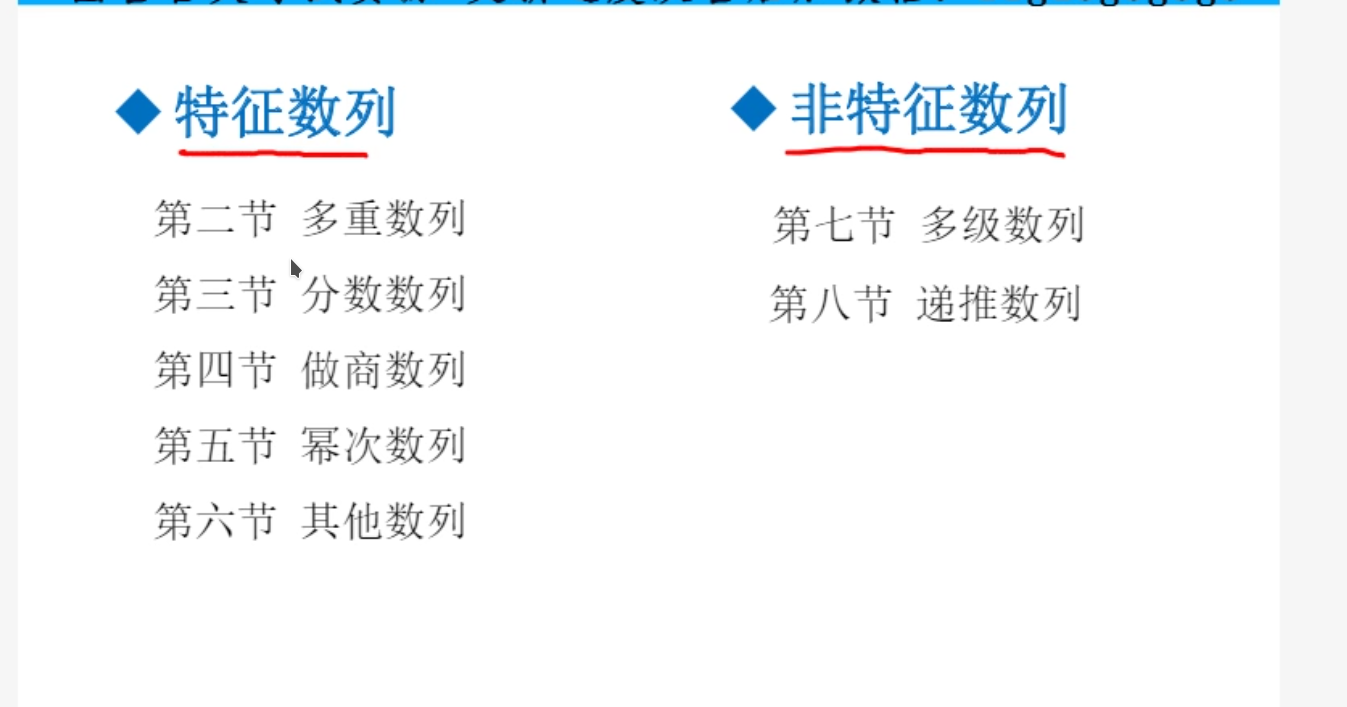 特征数列
第二节 多重数列
第三节 分数数列
第四节 做商数列
第五节 幂次数列
第六节 其他数列
非特征数列
第七节 多级数列
第八节 递推数列